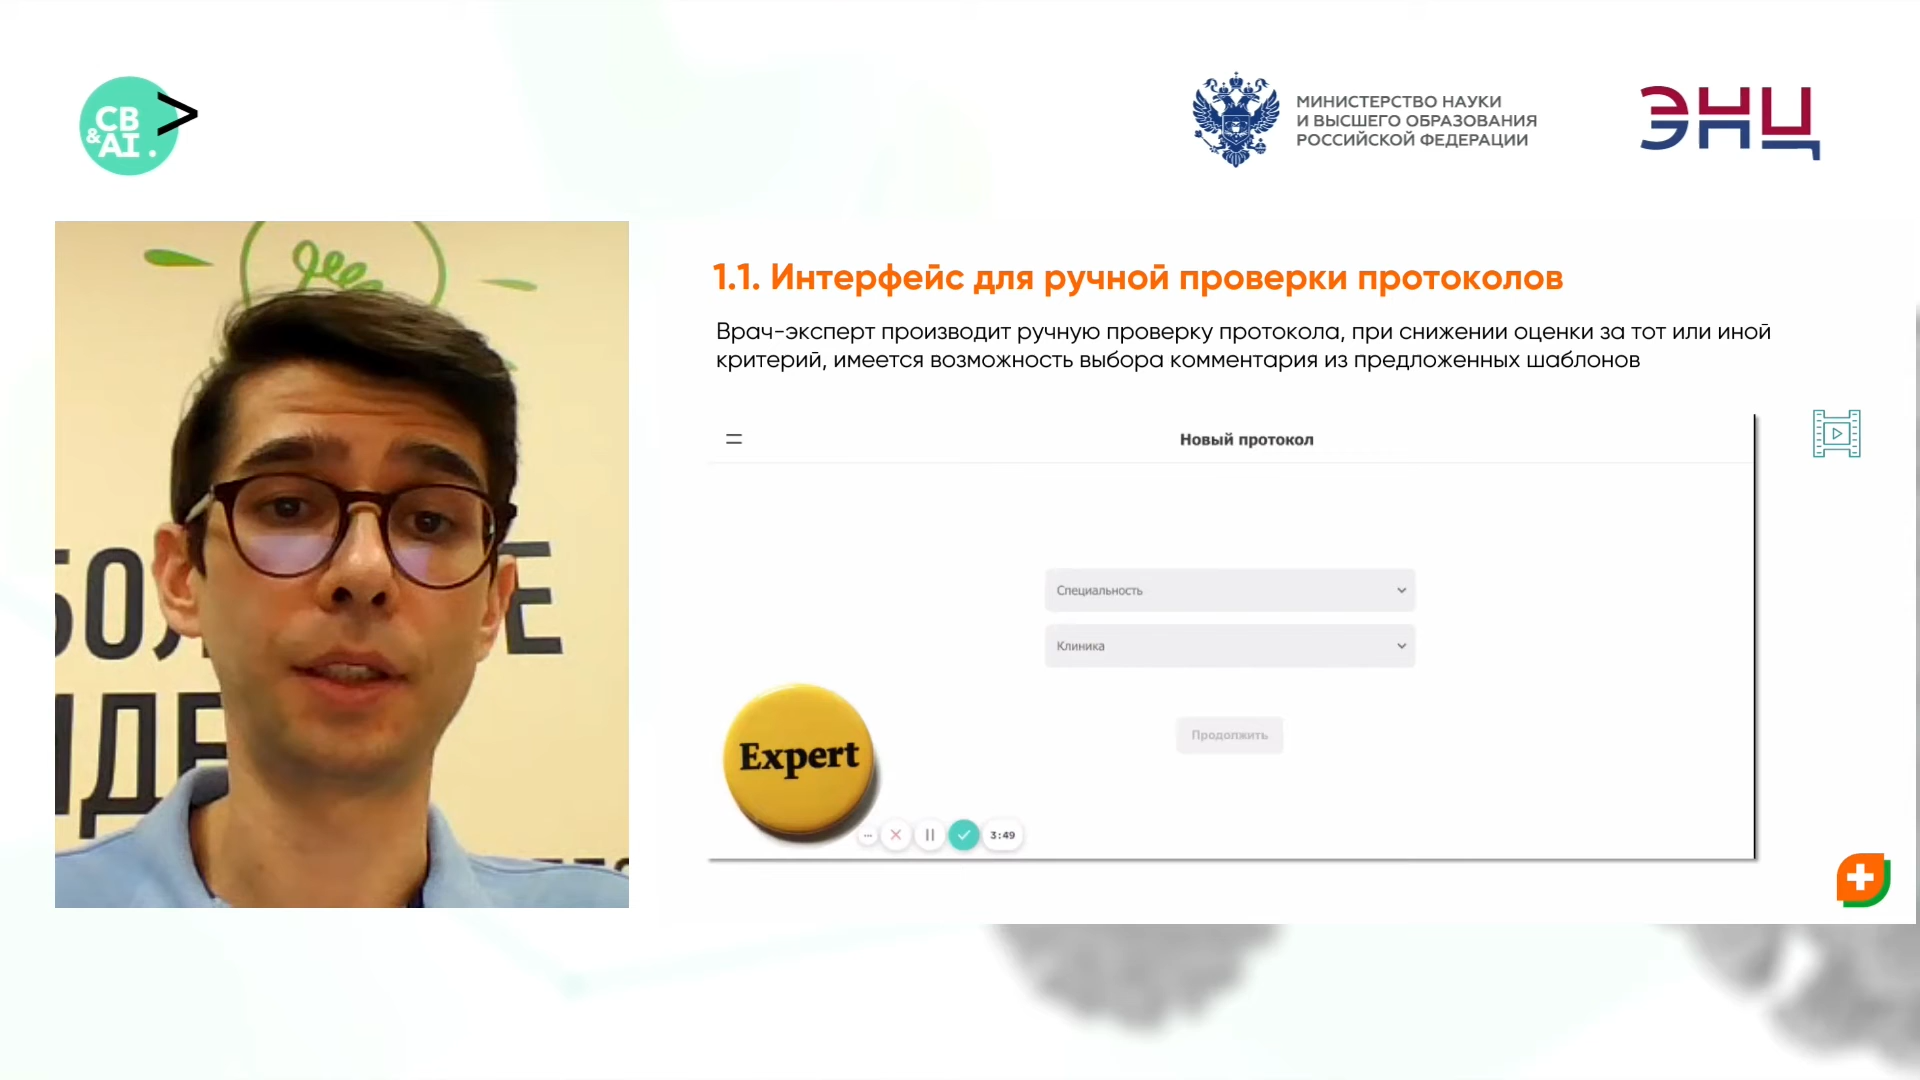 CB
&AI.
>
МИНИСТЕРСТВО НАУКИ
И ВЫСШЕГО ОБРАЗОВАНИЯ
РОССИЙСКОЙ ФЕДЕРАЦИИ
ЭНЦ
1.1. Интерфейс для ручной проверки протоколов
Врач-эксперт производит ручную проверку протокола, при снижении оценки за тот или иной
критерий, имеется возможность выбора комментария из предложенных шаблонов
Новый протокол
Специальность
Клиника
Продолжить
Expert
3:49